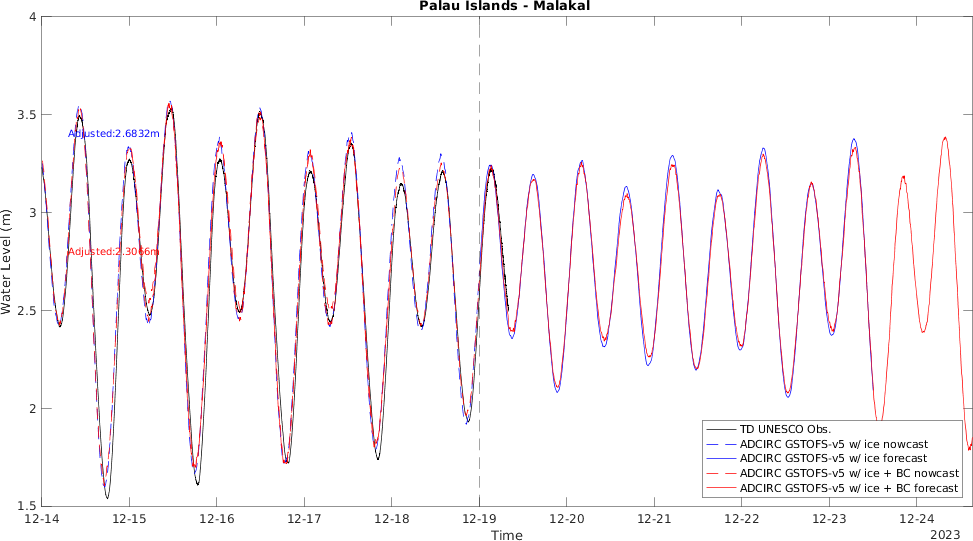 Palau Islands - Malakal
4
3.5
3
2.5
2
1.5
Water Level (m)
Adjusted:2.6832m
Adjusted:2.3066m
TD UNESCO Obs.
ADCIRC GSTOFS-v5 w/ ice nowcast
ADCIRC GSTOFS-v5 w/ ice forecast
ADCIRC GSTOFS-v5 w/ ice + BC nowcast
ADCIRC GSTOFS-v5 w/ ice + BC forecast
12-14 12-15 12-16 12-17 12-18 12-19 12-20 12-21 12-22 12-23 12-24
Time
2023